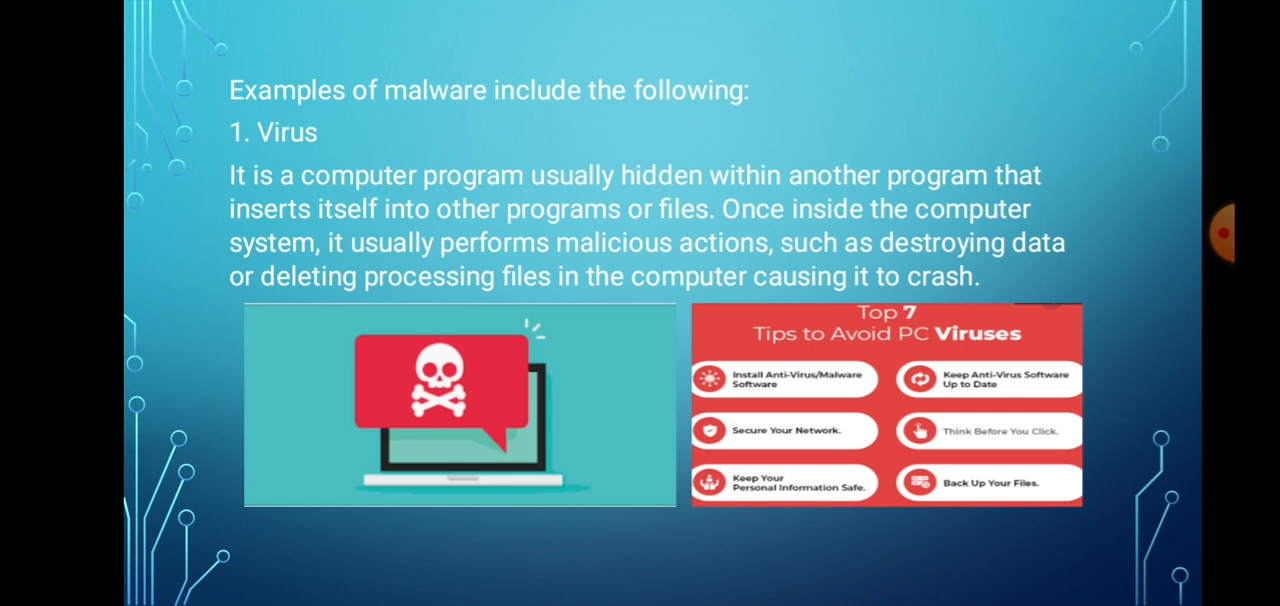 Examples of malware include the following:
1. Virus
It is a computer program usually hidden within another program that
inserts itself into other programs or files. Once inside the computer
system, it usually performs malicious actions, such as destroying data
or deleting processing files in the computer causing it to crash.
Top 7
Tips to Avoid PC Viruses
Install Anti-Virus/Malware
Software
Keep Anti-Virus Software
Up to Date
Secure Your Network.
Think Before You Click.
Keep Your
Personal Information Safe.
Back Up Your Files.